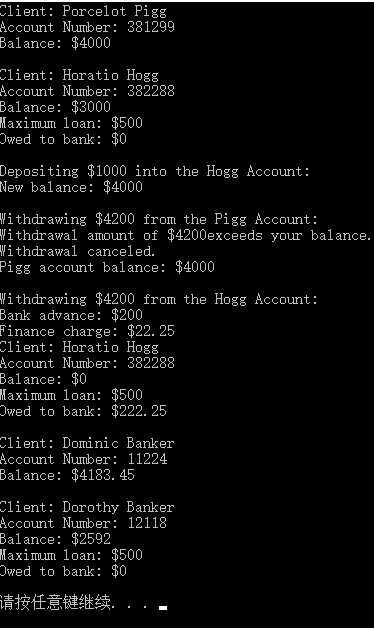 Client: Porcelot Pigg
Account Number: 381299
Balance: $4000
Client: Horatio Hogg
Account Number: 382288
Balance: $3000
Maximum loan: $500
Owed to bank: $0
Depositing $1000 into the Hogg Account:
New balance: $4000
Withdrawing $4200 from the Pigg Account:
Withdrawal amount of $4200exceeds your balance.
Withdrawal canceled.
Pigg account balance: $4000
Withdrawing $4200 from the Hogg Account:
Bank advance: $200
Finance charge: $22.25
Client: Horatio Hogg
Account Number: 382288
Balance: $0
Maximum loan: $500
Owed to bank: $222.25
Client: Dominic Banker
Account Number: 11224
Balance: $4183.45
Client: Dorothy Banker
Account Number: 12118
Balance: $2592
Maximum loan: $500
Owed to bank: $0
请按任意键继续. . .